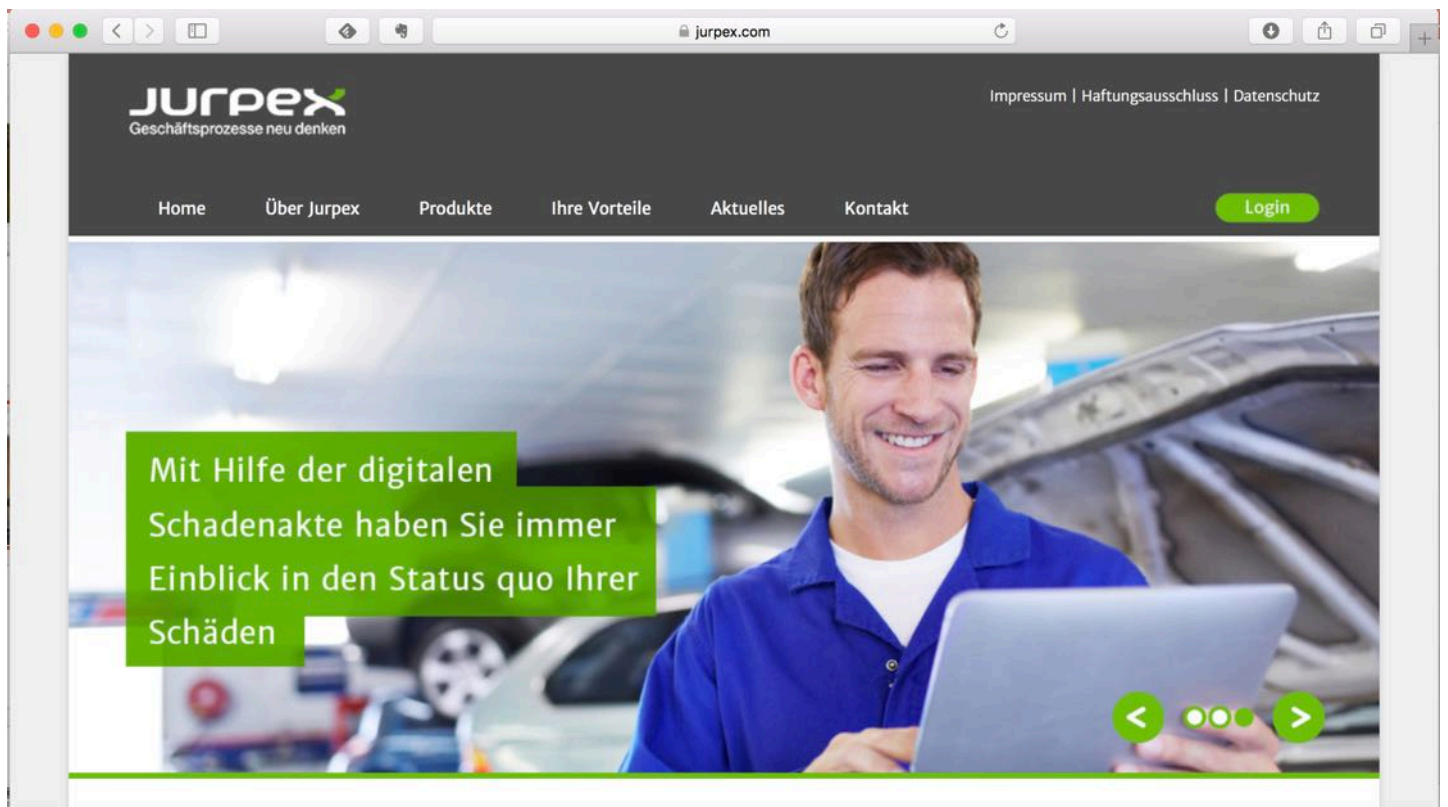 jurpex.com
Jurpex
Geschäftsprozesse neu denken
Impressum | Haftungsausschluss | Datenschutz
Home Über Jurpex Produkte Ihre Vorteile Aktuelles Kontakt Login
Mit Hilfe der digitalen
Schadenakte haben Sie immer
Einblick in den Status quo Ihrer
Schäden